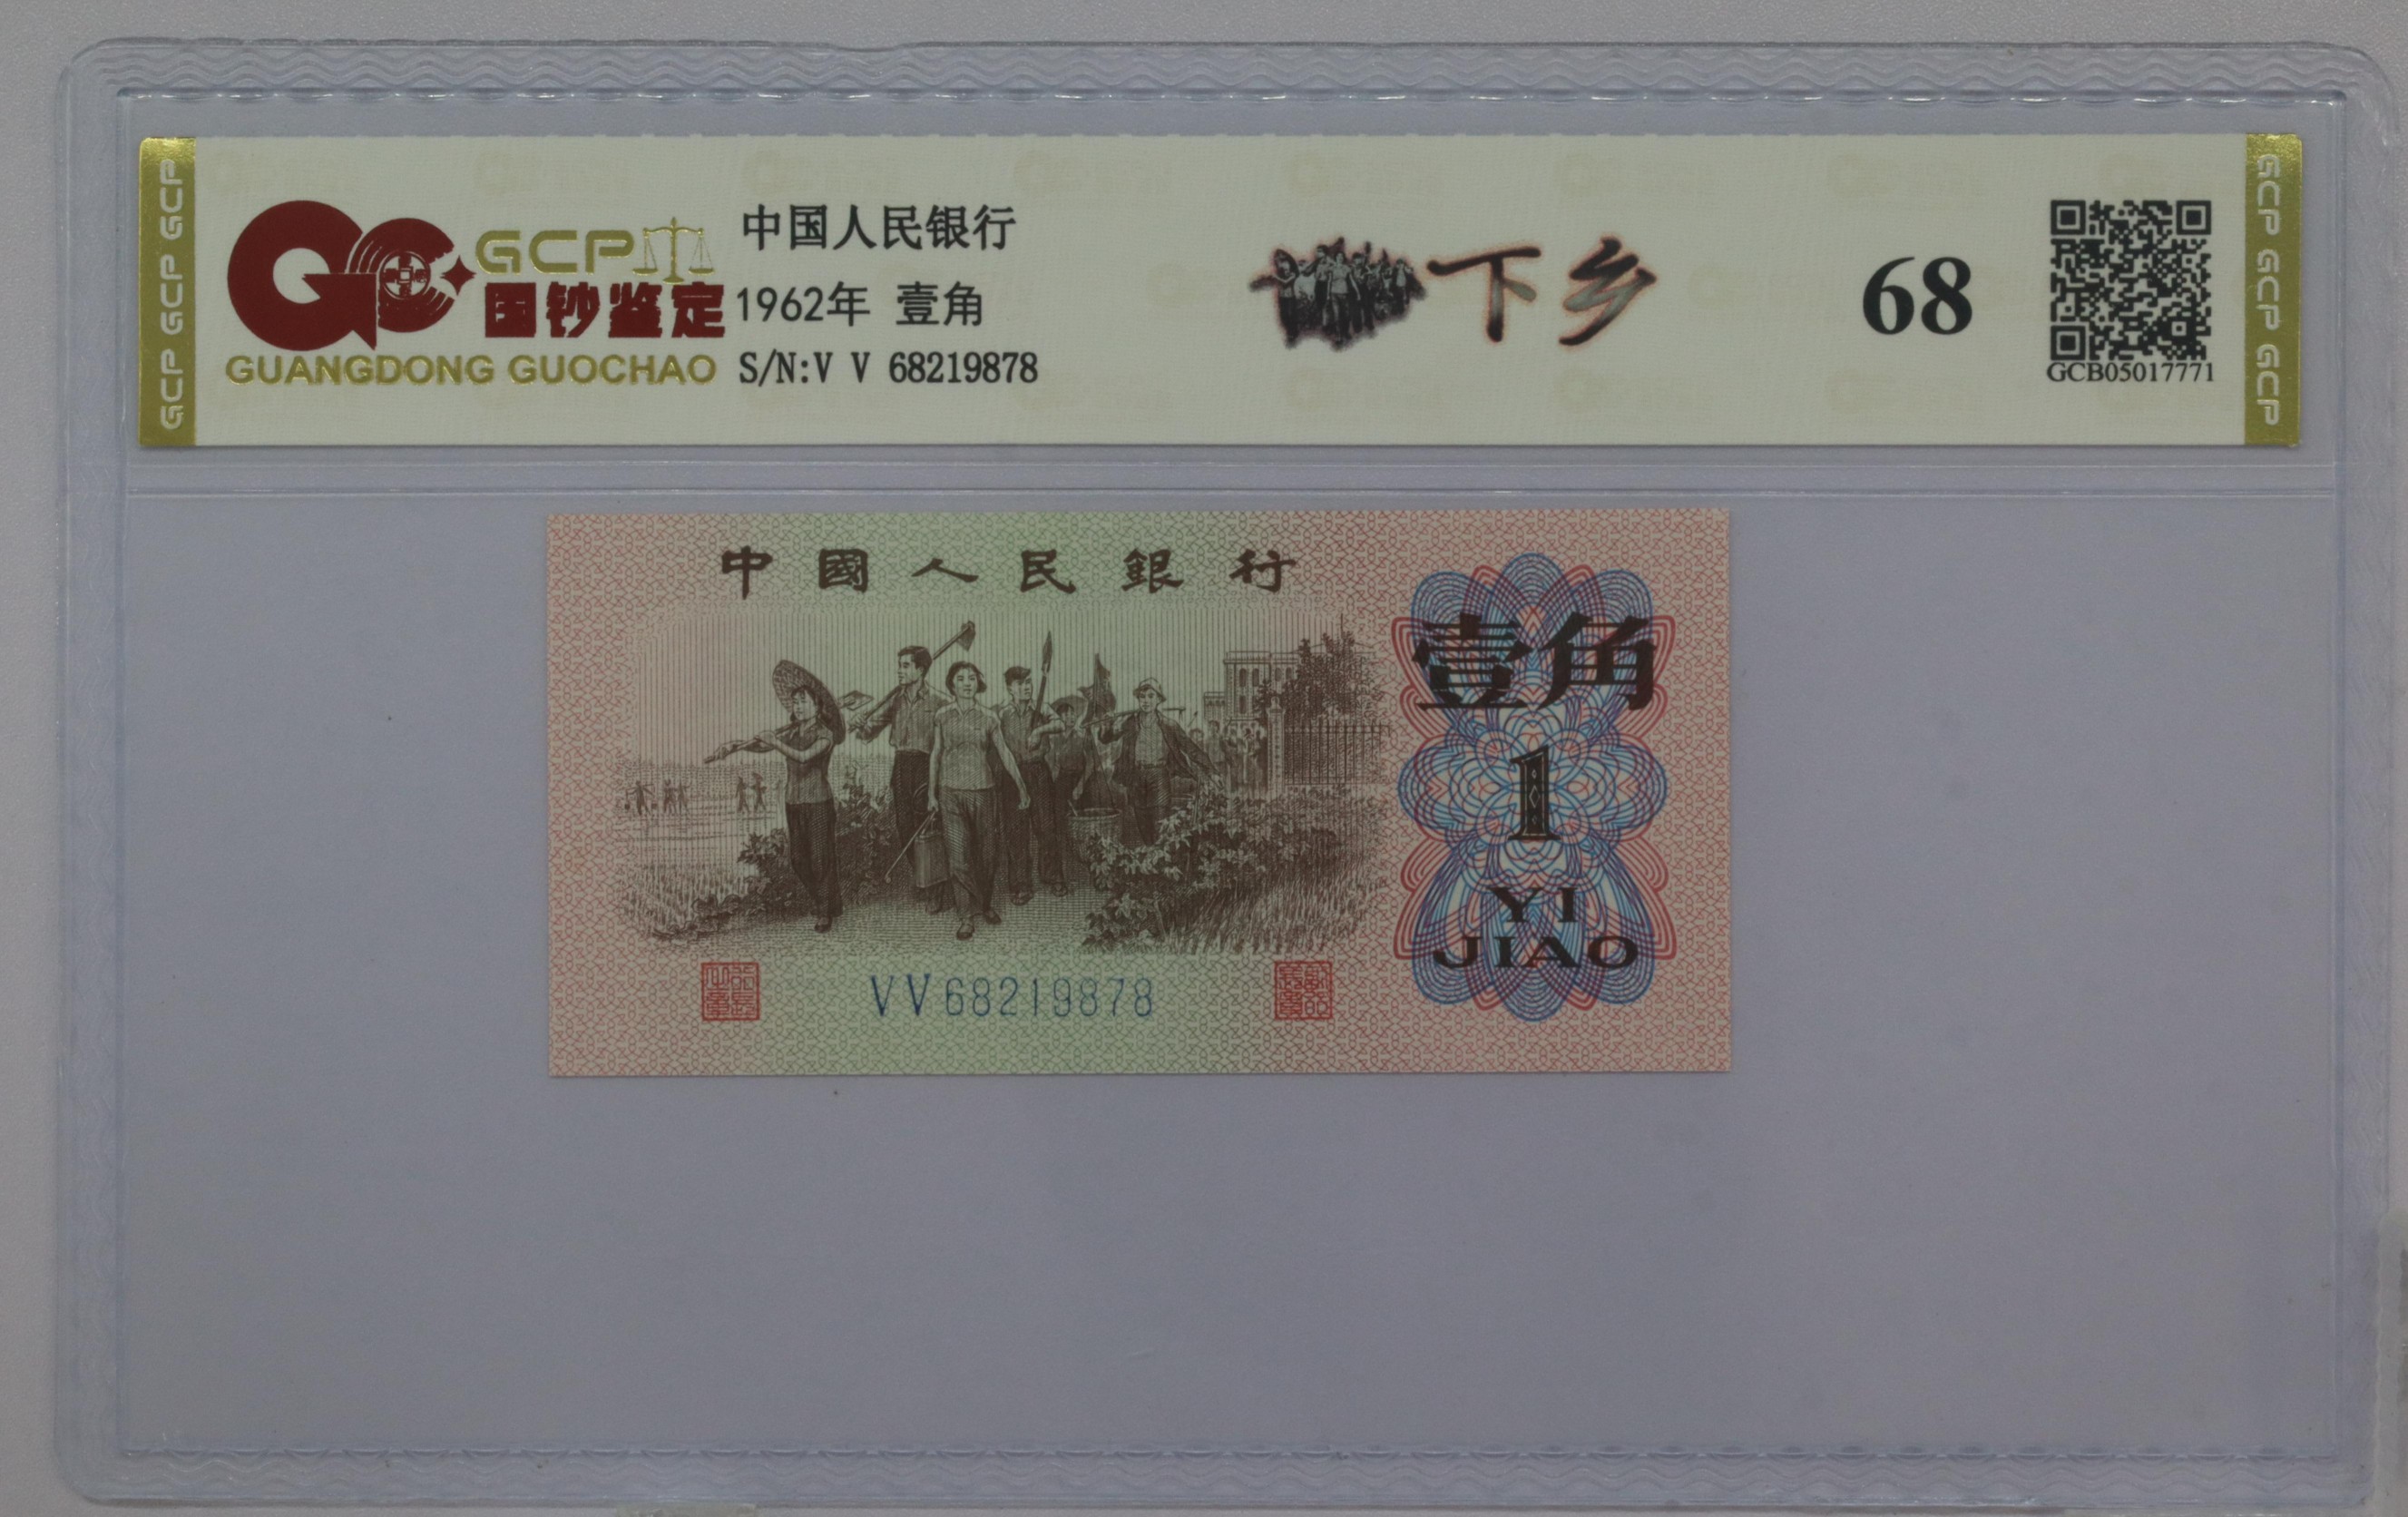 GCP GCP GCP
GCP
国钞鉴定
GUANGDONG GUOCHAO
中国人民银行
1962年 壹角
S/N:V V 68219878
下乡
68
GCB05017771
GCP GCP GCP
中國人民銀行
壹角
1
YI
JIAO
VV68219878